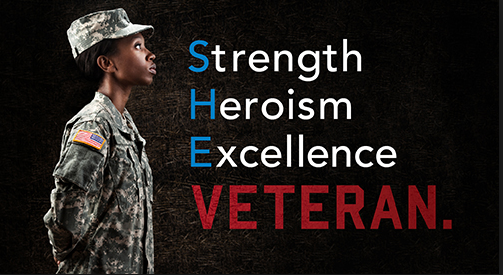 Strength
Heroism
Excellence
VETERAN.